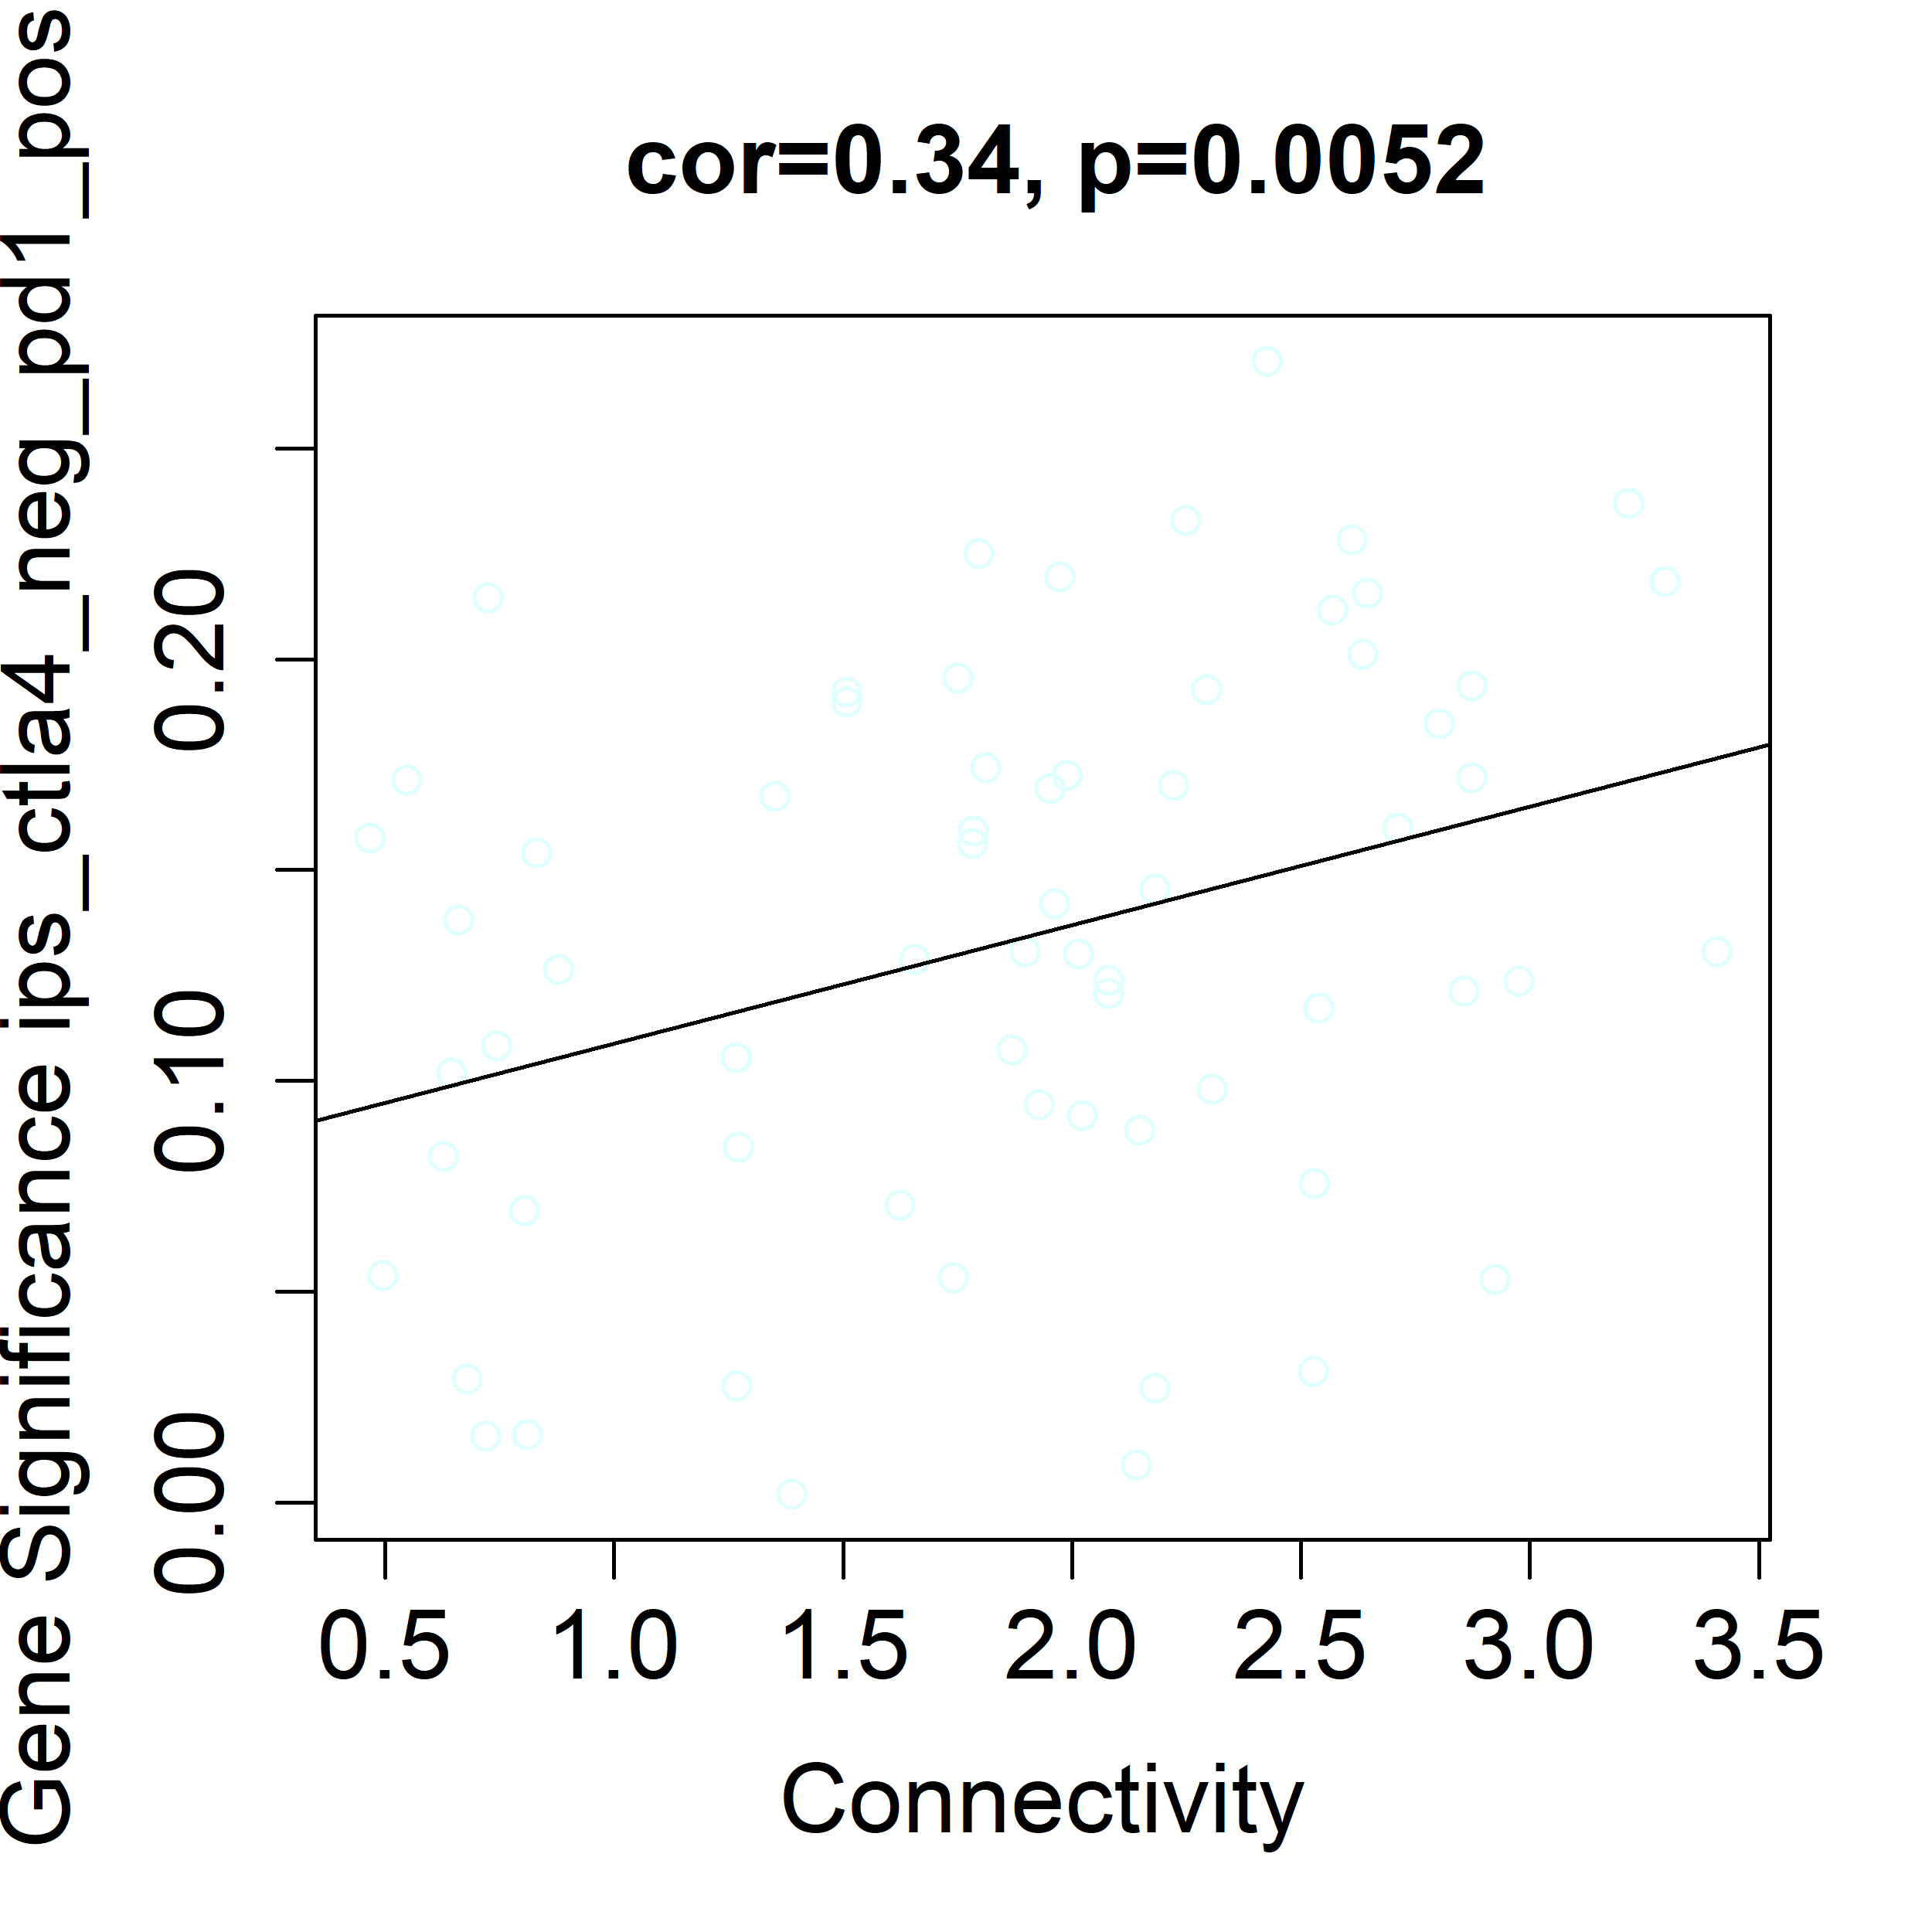 cor=0.34, p=0.0052
Gene Significance ips_ctla4_neg_pd1_pos
0.20
0.10
0.00
0.5 1.0 1.5 2.0 2.5 3.0 3.5
Connectivity